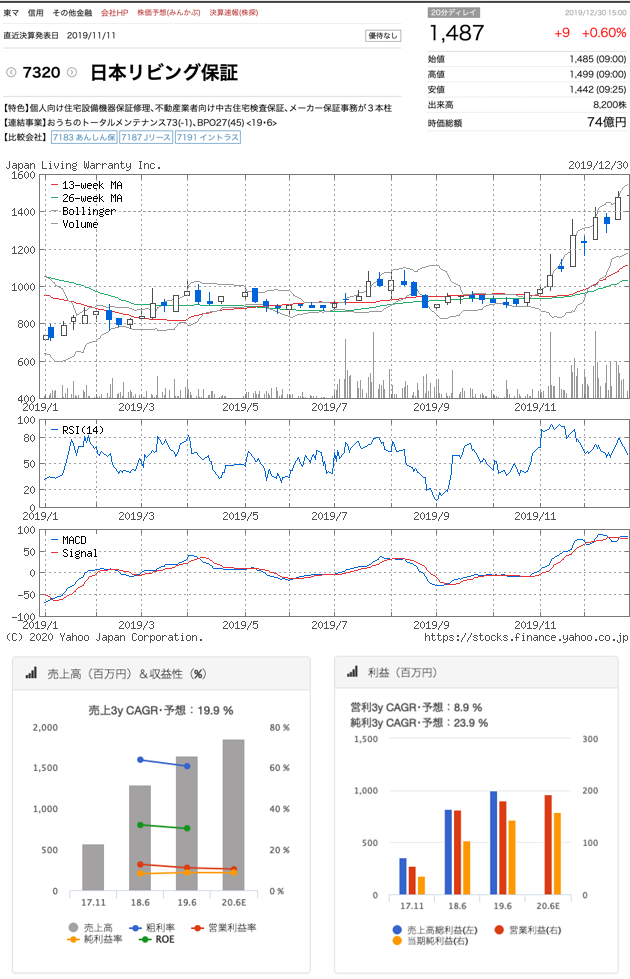 東マ 信用 その他金融 会社HP 株価予想(みんかぶ) 決算速報(株探)
直近決算発表日 2019/11/11 優待なし
7320 日本リビング保証
【特色】個人向け住宅設備機器保証修理、不動産業者向け中古住宅検査保証、メーカー保証事務が３本柱
【連結事業】おうちのトータルメンテナンス73(-1)、BPO27(45) <19・6>
【比較会社】 7183 あんしん保 7187 Jリース 7191 イントラス
20分ディレイ 2019/12/30 15:00
1,487 +9 +0.60%
始値 1,485 (09:00)
高値 1,499 (09:00)
安値 1,442 (09:25)
出来高 8,200株
時価総額 74億円
Japan Living Warranty Inc. 2019/12/30
1600
1400
1200
1000
800
600
400
13-week MA
26-week MA
Bollinger
Volume
2019/1 2019/3 2019/5 2019/7 2019/9 2019/11
100
80
50
20
0
RSI(14)
2019/1 2019/3 2019/5 2019/7 2019/9 2019/11
100
50
0
-50
-100
MACD
Signal
2019/1 2019/3 2019/5 2019/7 2019/9 2019/11
(C) 2020 Yahoo Japan Corporation. https://stocks.finance.yahoo.co.jp
売上高（百万円）＆収益性（%）
売上3y CAGR・予想：19.9 %
2,000 80 %
1,500 60 %
1,000 40 %
500 20 %
0 0 %
17.11 18.6 19.6 20.6E
売上高 粗利率 営業利益率
純利益率 ROE
利益（百万円）
営利3y CAGR・予想：8.9 %
純利3y CAGR・予想：23.9 %
1,500 300
1,000 200
500 100
0 0
17.11 18.6 19.6 20.6E
売上高総利益(左) 営業利益(右)
当期純利益(右)